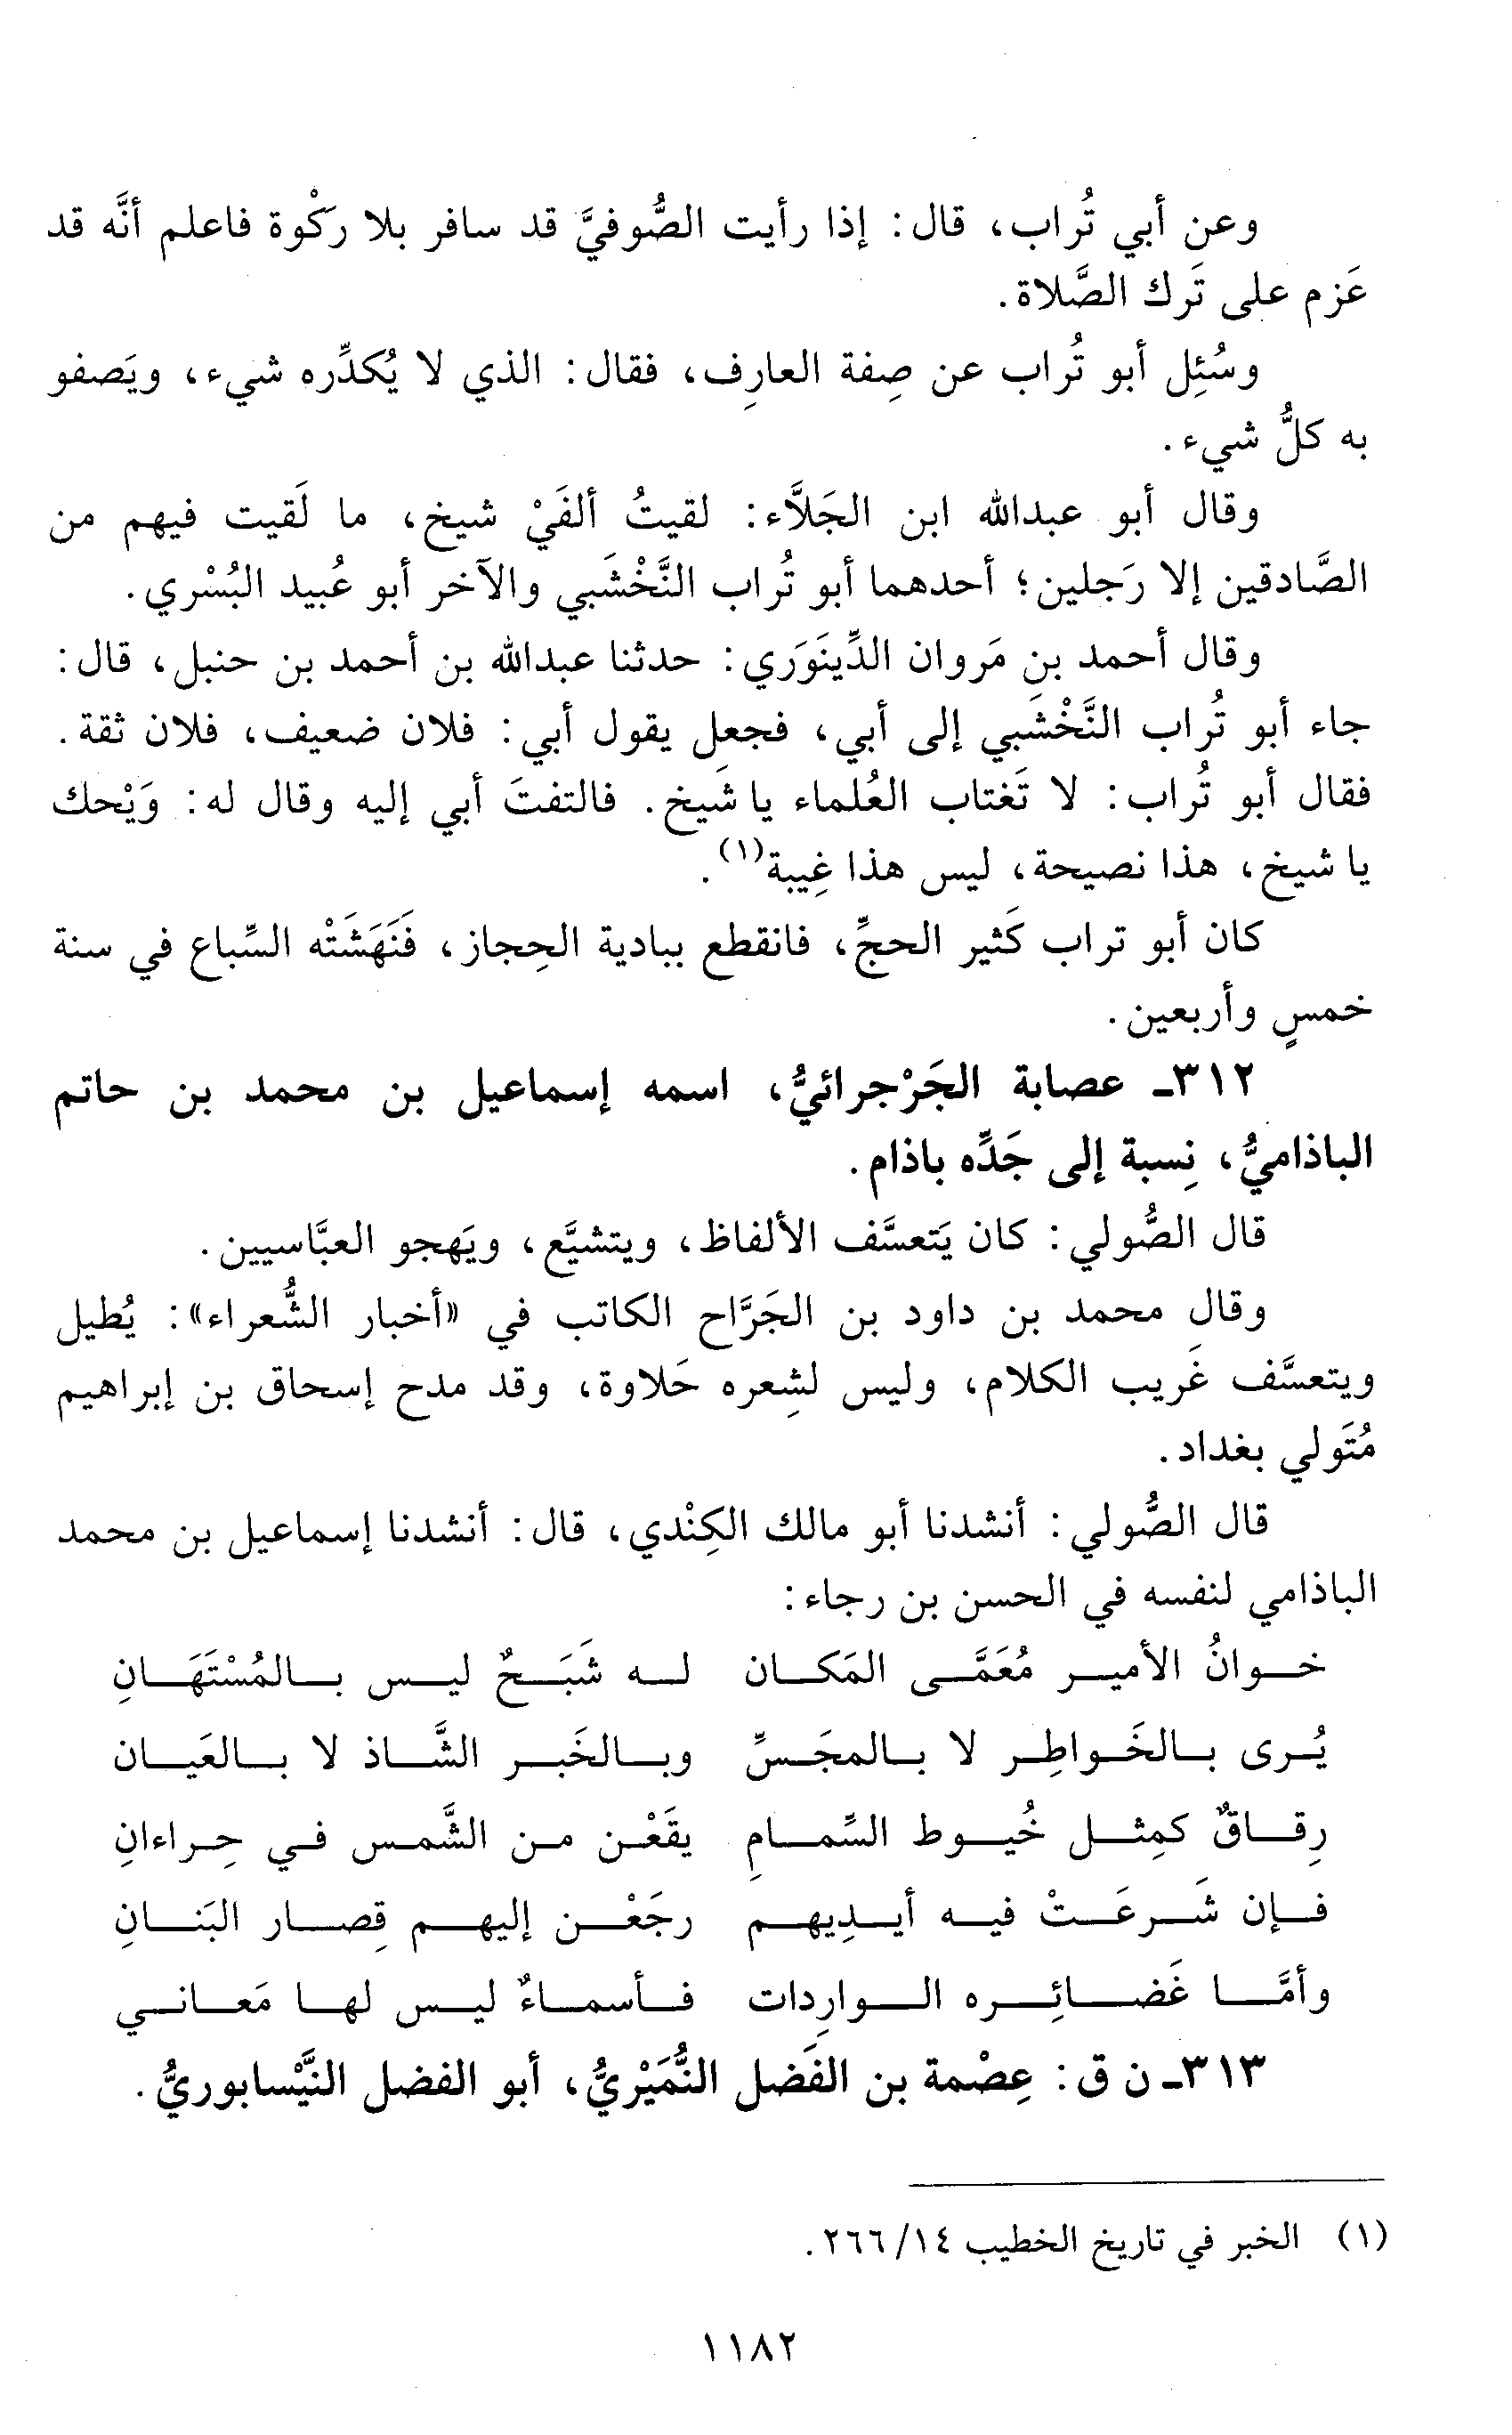 وعن أبي تُراب، قال: إذا رأيت الصُّوفيَّ قد سافر بلا ركْوة فاعلم أنَّه قد
عَزم على تَرك الصَّلاة.
وسُئِل أبو تُراب عن صِفة العارِف، فقال: الذي لا يُكدِّره شيء، ويَصفو
به كلُّ شيء.
وقال أبو عبدالله ابن الجَلاَّء: لقيتُ ألفَيْ شيخ، ما لَقيت فيهم من
الصَّادقين إلا رَجلين؛ أحدهما أبو تُراب النَّخْشَبي والآخر أبو عُبيد البُسْري.
وقال أحمد بن مَروان الدِّينَوَري: حدثنا عبدالله بن أحمد بن حنبل، قال:
جاء أبو تُراب النَّخْشَبي إلى أبي، فجعل يقول أبي: فلان ضعيف، فلان ثقة.
فقال أبو تُراب: لا تَغتاب العُلماء يا شَيخ. فالتفتَ أبي إليه وقال له: وَيْحك
يا شيخ، هذا نصيحة، ليس هذا غِيبة(١).
كان أبو تراب كَثير الحجِّ، فانقطع ببادية الحِجاز، فَنَهَشَتْه السِّباع في سنة
خمسٍ وأربعين.
٣١٢ـ عصابة الجَرْجرائيُّ، اسمه إسماعيل بن محمد بن حاتم
الباذاميُّ، نِسبة إلى جَدِّه باذام.
قال الصُّولي: كان يَتعسَّف الألفاظ، ويتشيَّع، ويَهجو العبَّاسيين.
وقال محمد بن داود بن الجَرَّاح الكاتب في «أخبار الشُّعراء»: يُطيل
ويتعسَّف غَريب الكلام، وليس لشِعره حَلاوة، وقد مدح إسحاق بن إبراهيم
مُتَولي بغداد.
قال الصُّولي: أنشدنا أبو مالك الكِنْدي، قال: أنشدنا إسماعيل بن محمد
الباذامي لنفسه في الحسن بن رجاء:
خوانُ الأمير مُعَمَّى المَكان له شَبَحٌ ليس بالمُسْتَهَانِ
يُرى بالخَواطِر لا بالمجَسِّ وبالخَبر الشَّاذ لا بالعَيان
رِقاقٌ كمِثل خُيوط السِّمامِ يقَعْن من الشَّمس في حِراءانِ
فإن شَرعَتْ فيه أيدِيهم رجَعْن إليهم قِصار البَنانِ
وأمَّا غَضائِره الوارِدات فأسماءٌ ليس لها مَعاني
٣١٣ـ ن ق: عِصْمة بن الفَضل النُّمَيْريُّ، أبو الفضل النَّيْسابوريُّ.
(١) الخبر في تاريخ الخطيب ١٤/ ٢٦٦.
١١٨٢